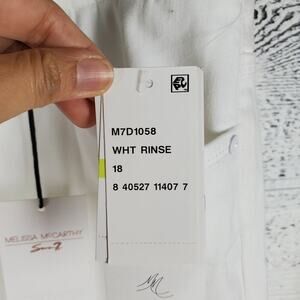 M7D1058
WHT RINSE
18
8 40527 11407 7
MELISSA McCARTHY